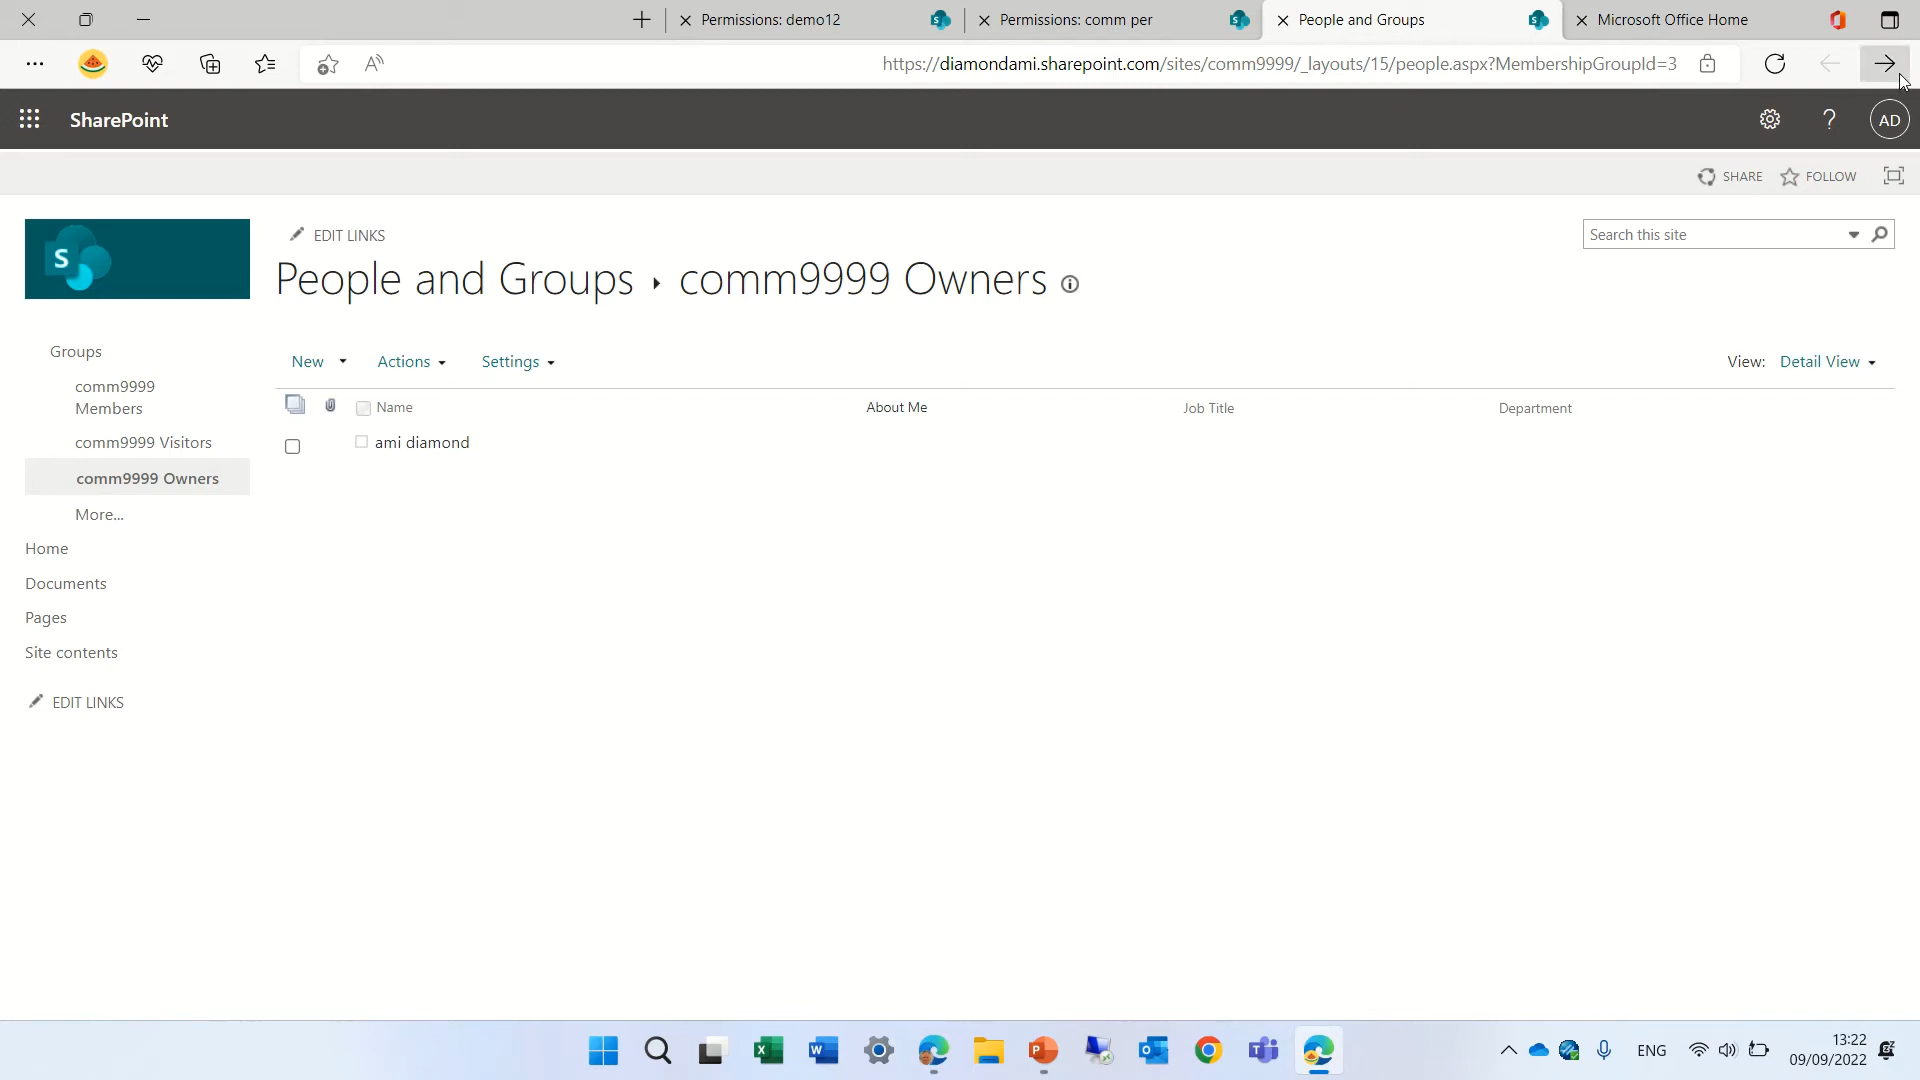 Permissions: demo12
Permissions: comm per
People and Groups
Microsoft Office Home
https://diamondami.sharepoint.com/sites/comm9999/_layouts/15/people.aspx?MembershipGroupId=3
SharePoint
AD
SHARE
FOLLOW
S
EDIT LINKS
Search this site
People and Groups ▸ comm9999 Owners
Groups
comm9999
Members
comm9999 Visitors
comm9999 Owners
More...
Home
Documents
Pages
Site contents
EDIT LINKS
New
Actions
Settings
View: Detail View
Name
About Me
Job Title
Department
ami diamond
ENG
13:22
09/09/2022